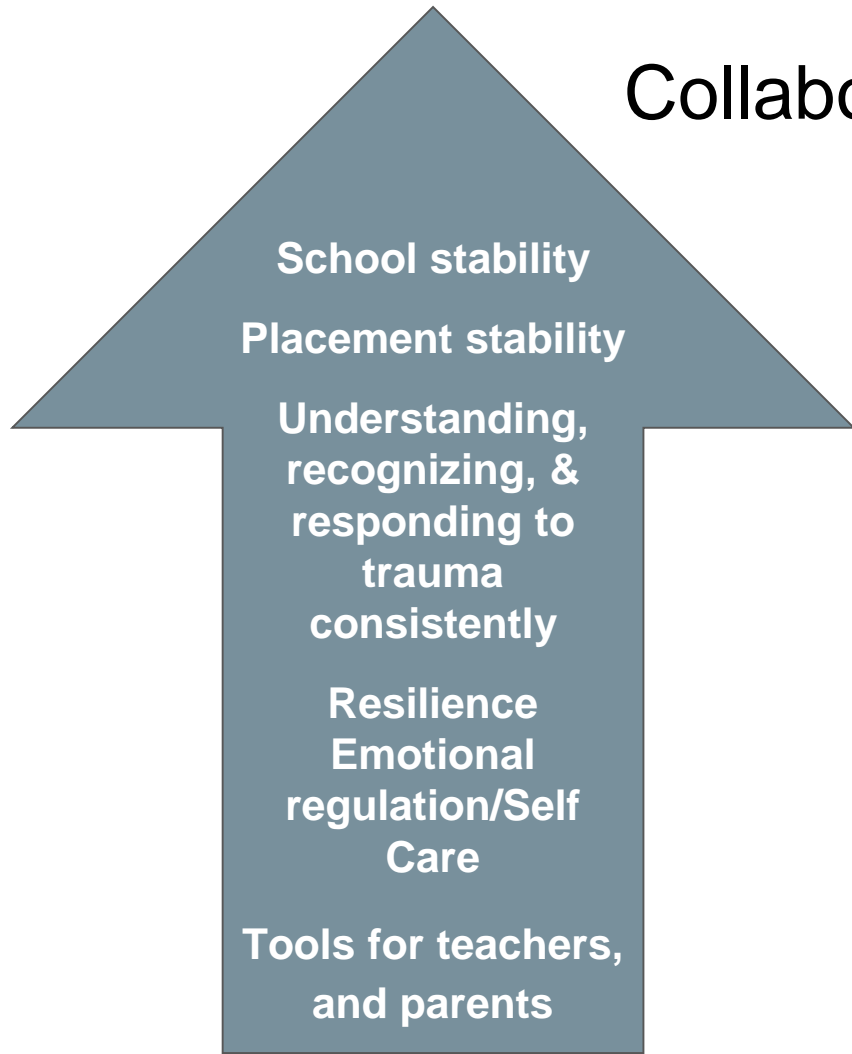 Collabo
School stability
Placement stability
Understanding,
recognizing, &
responding to
trauma
consistently
Resilience
Emotional
regulation/Self
Care
Tools for teachers,
and parents